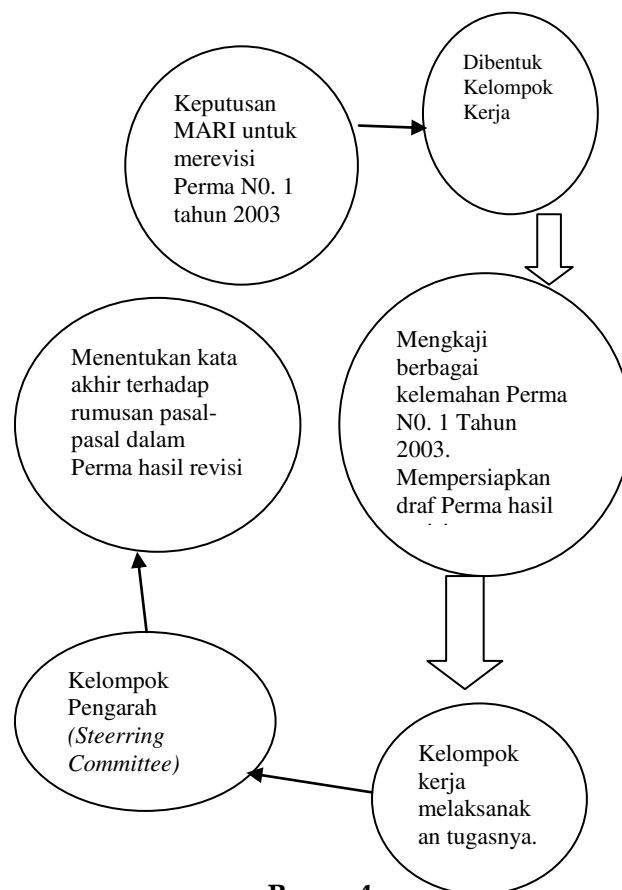 Keputusan
MARI untuk
merevisi
Perma N0. 1
tahun 2003
Dibentuk
Kelompok
Kerja
Mengkaji
berbagai
kelemahan Perma
N0. 1 Tahun
2003.
Mempersiapkan
draf Perma hasil
Kelompok
kerja
melaksanak
an tugasnya.
Kelompok
Pengarah
(Steerring
Committee)
Menentukan kata
akhir terhadap
rumusan pasal-
pasal dalam
Perma hasil revisi